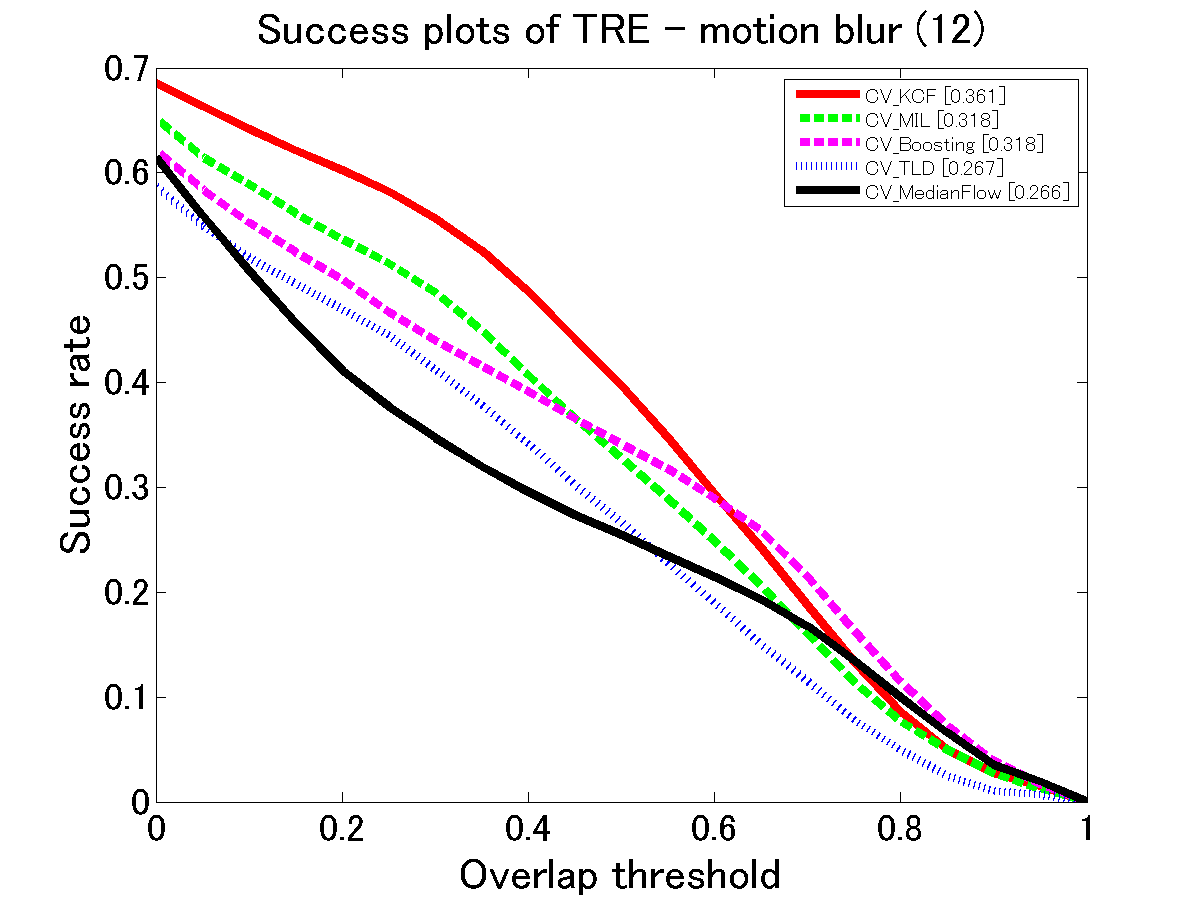 Success plots of TRE − motion blur (12)
0.7
0.6
0.5
0.4
0.3
0.2
0.1
0
Success rate
CV_KCF [0.361]
CV_MIL [0.318]
CV_Boosting [0.318]
CV_TLD [0.267]
CV_MedianFlow [0.266]
0 0.2 0.4 0.6 0.8 1
Overlap threshold